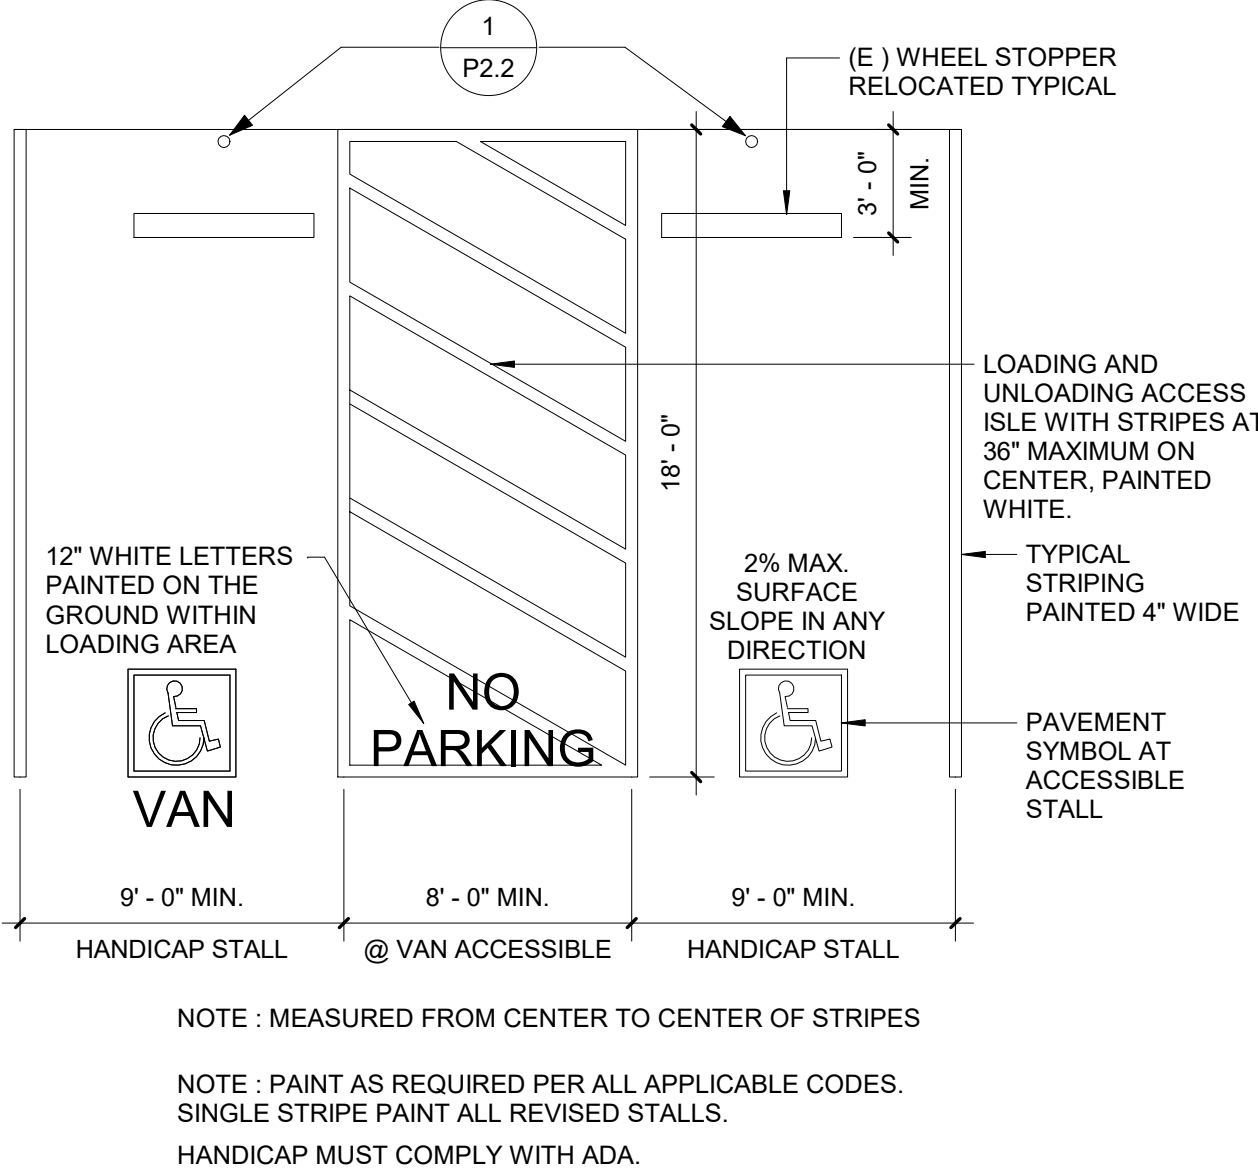 1
P2.2
(E ) WHEEL STOPPER
RELOCATED TYPICAL
3' - 0"
MIN.
18' - 0"
LOADING AND
UNLOADING ACCESS
ISLE WITH STRIPES AT
36" MAXIMUM ON
CENTER, PAINTED
WHITE.
12" WHITE LETTERS
PAINTED ON THE
GROUND WITHIN
LOADING AREA
2% MAX.
SURFACE
SLOPE IN ANY
DIRECTION
TYPICAL
STRIPING
PAINTED 4" WIDE
NO
PARKING
PAVEMENT
SYMBOL AT
ACCESSIBLE
STALL
VAN
9' - 0" MIN.
8' - 0" MIN.
9' - 0" MIN.
HANDICAP STALL
@ VAN ACCESSIBLE
HANDICAP STALL
NOTE : MEASURED FROM CENTER TO CENTER OF STRIPES
NOTE : PAINT AS REQUIRED PER ALL APPLICABLE CODES.
SINGLE STRIPE PAINT ALL REVISED STALLS.
HANDICAP MUST COMPLY WITH ADA.